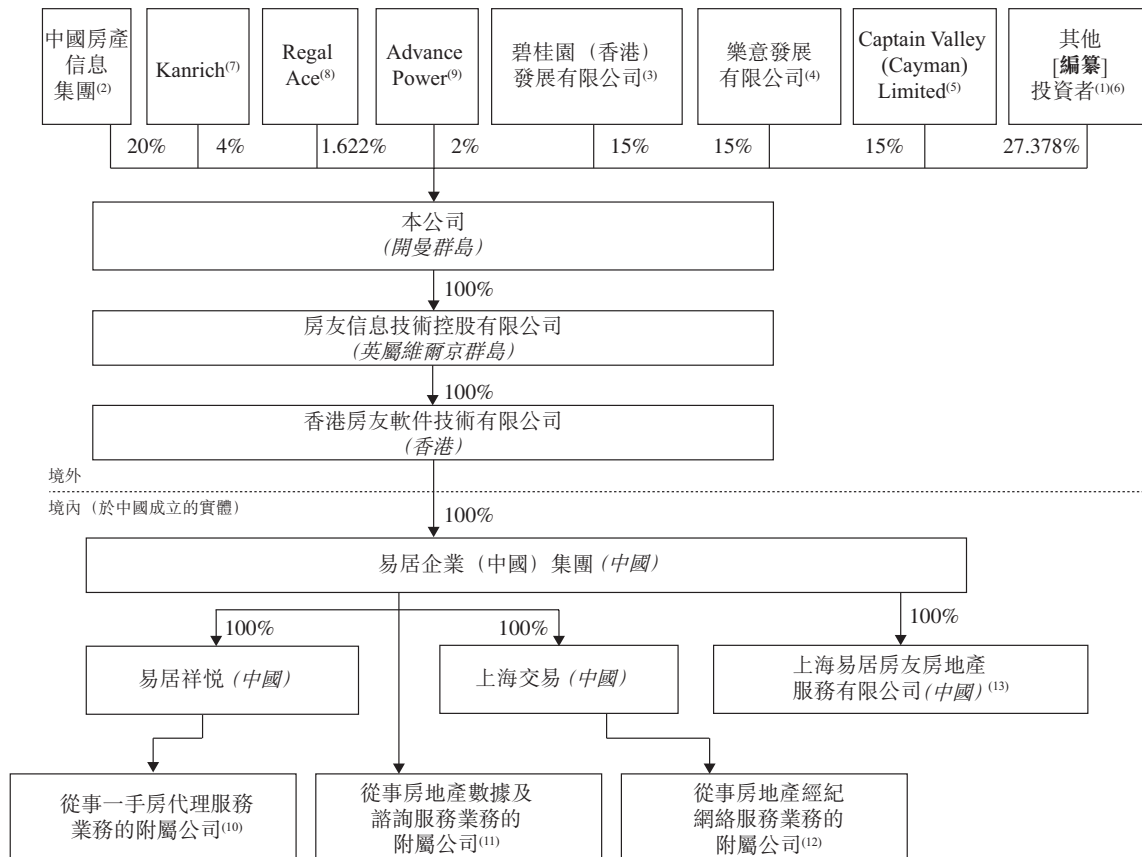 中國房產
信息
集團(2)
Kanrich(7)
Regal
Ace(8)
Advance
Power(9)
碧桂園（香港）
發展有限公司(3)
樂意發展
有限公司(4)
Captain Valley
(Cayman)
Limited(5)
其他
[編纂]
投資者(1)(6)
20%
4%
1.622%
2%
15%
15%
15%
27.378%
本公司
（開曼群島）
100%
房友信息技術控股有限公司
（英屬維爾京群島）
100%
香港房友軟件技術有限公司
（香港）
境外
境內（於中國成立的實體）
100%
易居企業（中國）集團（中國）
100%
100%
100%
易居祥悅（中國）
上海交易（中國）
上海易居房友房地產
服務有限公司（中國）(13)
從事一手房代理服務
業務的附屬公司(10)
從事房地產數據及
諮詢服務業務的
附屬公司(11)
從事房地產經紀
網絡服務業務的
附屬公司(12)